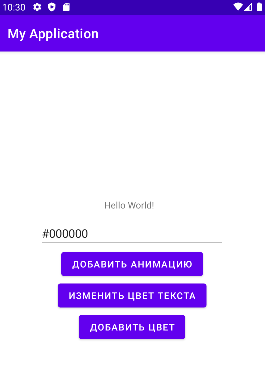 10:30
My Application
Hello World!
#000000
ДОБАВИТЬ АНИМАЦИЮ
ИЗМЕНИТЬ ЦВЕТ ТЕКСТА
ДОБАВИТЬ ЦВЕТ